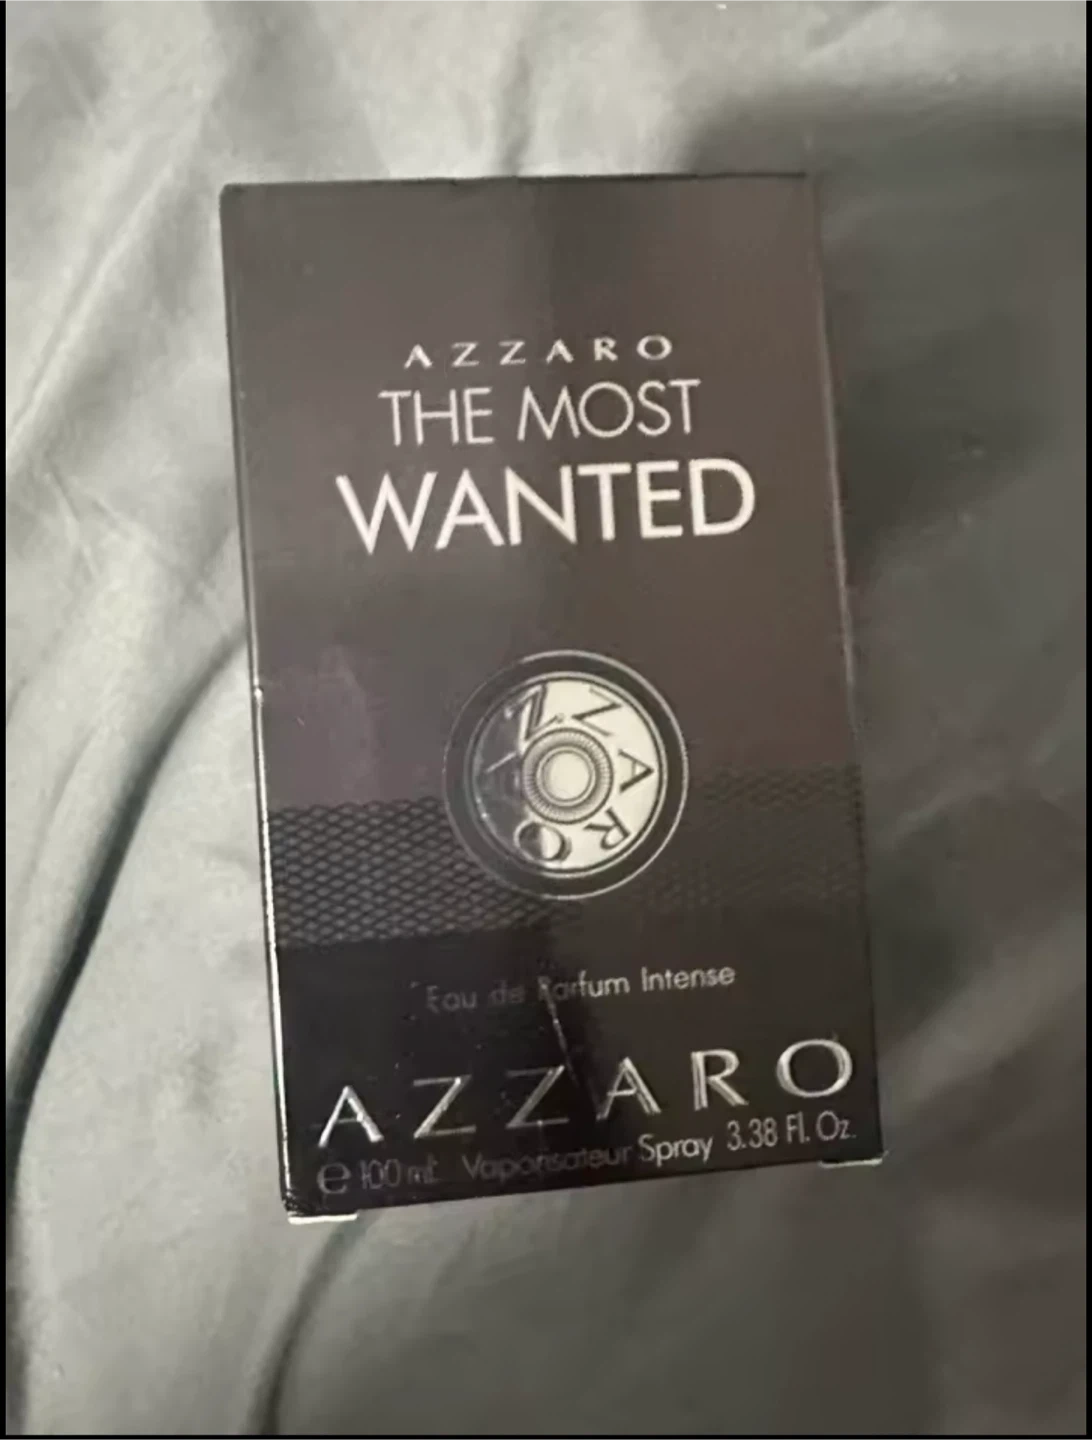 AZZARO
THE MOST
WANTED
AZZARO
Eau de Parfum Intense
AZZARO
e 100 ml Vaporisateur Spray 3.38 Fl. Oz.